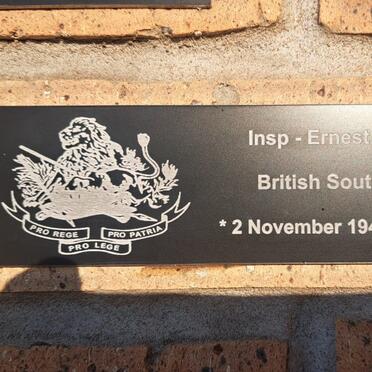 Insp - Ernest
British Sout
* 2 November 194
PRO REGE PRO PATRIA
PRO LEGE